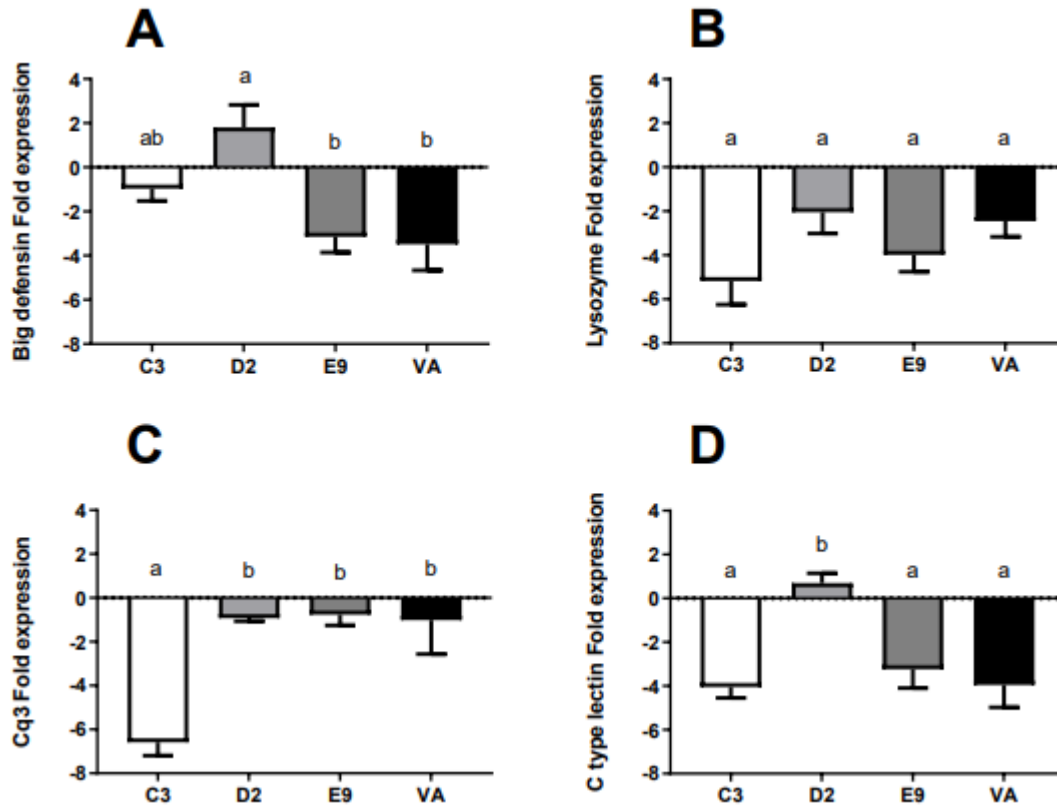 A
Big defensin Fold expression
4
2
0
-2
-4
-6
-8
ab
a
b
b
C3 D2 E9 VA
B
Lysozyme Fold expression
4
2
0
-2
-4
-6
-8
a a a a
C3 D2 E9 VA
C
Cq3 Fold expression
4
2
0
-2
-4
-6
-8
a b b b
C3 D2 E9 VA
D
C type lectin Fold expression
4
2
0
-2
-4
-6
-8
a
b
a
a
C3 D2 E9 VA